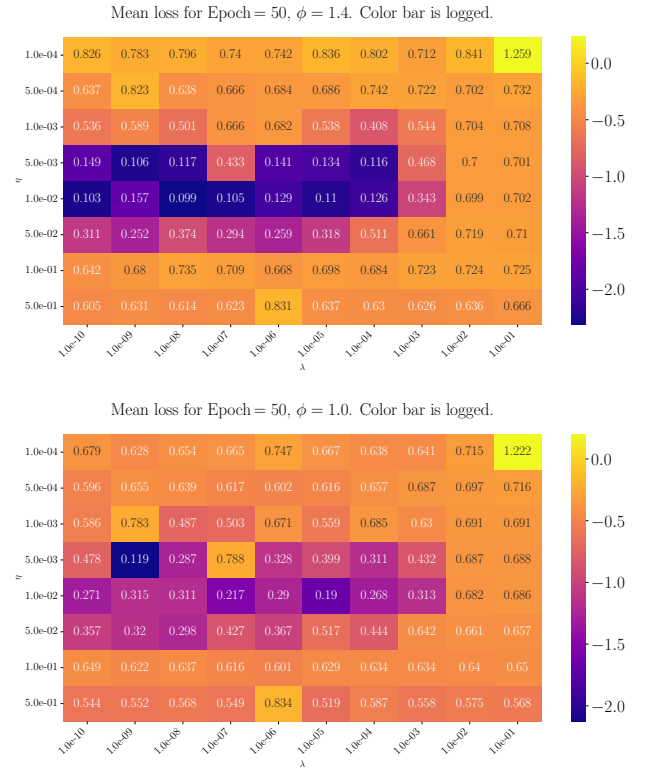 Mean loss for Epoch = 50, ϕ = 1.4. Color bar is logged.
1.0e-04 0.826 0.783 0.796 0.74 0.742 0.836 0.802 0.712 0.841 1.259
5.0e-04 0.637 0.823 0.638 0.666 0.684 0.686 0.742 0.722 0.702 0.732
1.0e-03 0.536 0.589 0.501 0.666 0.682 0.538 0.408 0.544 0.704 0.708
5.0e-03 0.149 0.106 0.117 0.433 0.141 0.134 0.116 0.468 0.7 0.701
1.0e-02 0.103 0.157 0.099 0.105 0.129 0.11 0.126 0.343 0.699 0.702
5.0e-02 0.311 0.252 0.374 0.294 0.259 0.318 0.511 0.661 0.719 0.71
1.0e-01 0.642 0.68 0.735 0.709 0.668 0.698 0.684 0.723 0.724 0.725
5.0e-01 0.605 0.631 0.614 0.623 0.831 0.637 0.63 0.626 0.636 0.666
η
1.0e-10 1.0e-09 1.0e-08 1.0e-07 1.0e-06 1.0e-05 1.0e-04 1.0e-03 1.0e-02 1.0e-01
λ
0.0
−0.5
−1.0
−1.5
−2.0
Mean loss for Epoch = 50, ϕ = 1.0. Color bar is logged.
1.0e-04 0.679 0.628 0.654 0.665 0.747 0.667 0.638 0.641 0.715 1.222
5.0e-04 0.596 0.655 0.639 0.617 0.602 0.616 0.657 0.687 0.697 0.716
1.0e-03 0.586 0.783 0.487 0.503 0.671 0.559 0.685 0.63 0.691 0.691
5.0e-03 0.478 0.119 0.287 0.788 0.328 0.399 0.311 0.432 0.687 0.688
1.0e-02 0.271 0.315 0.311 0.217 0.29 0.19 0.268 0.313 0.682 0.686
5.0e-02 0.357 0.32 0.298 0.427 0.367 0.517 0.444 0.642 0.661 0.657
1.0e-01 0.649 0.622 0.637 0.616 0.601 0.629 0.634 0.634 0.64 0.65
5.0e-01 0.544 0.552 0.568 0.549 0.834 0.519 0.587 0.558 0.575 0.568
η
1.0e-10 1.0e-09 1.0e-08 1.0e-07 1.0e-06 1.0e-05 1.0e-04 1.0e-03 1.0e-02 1.0e-01
λ
0.0
−0.5
−1.0
−1.5
−2.0